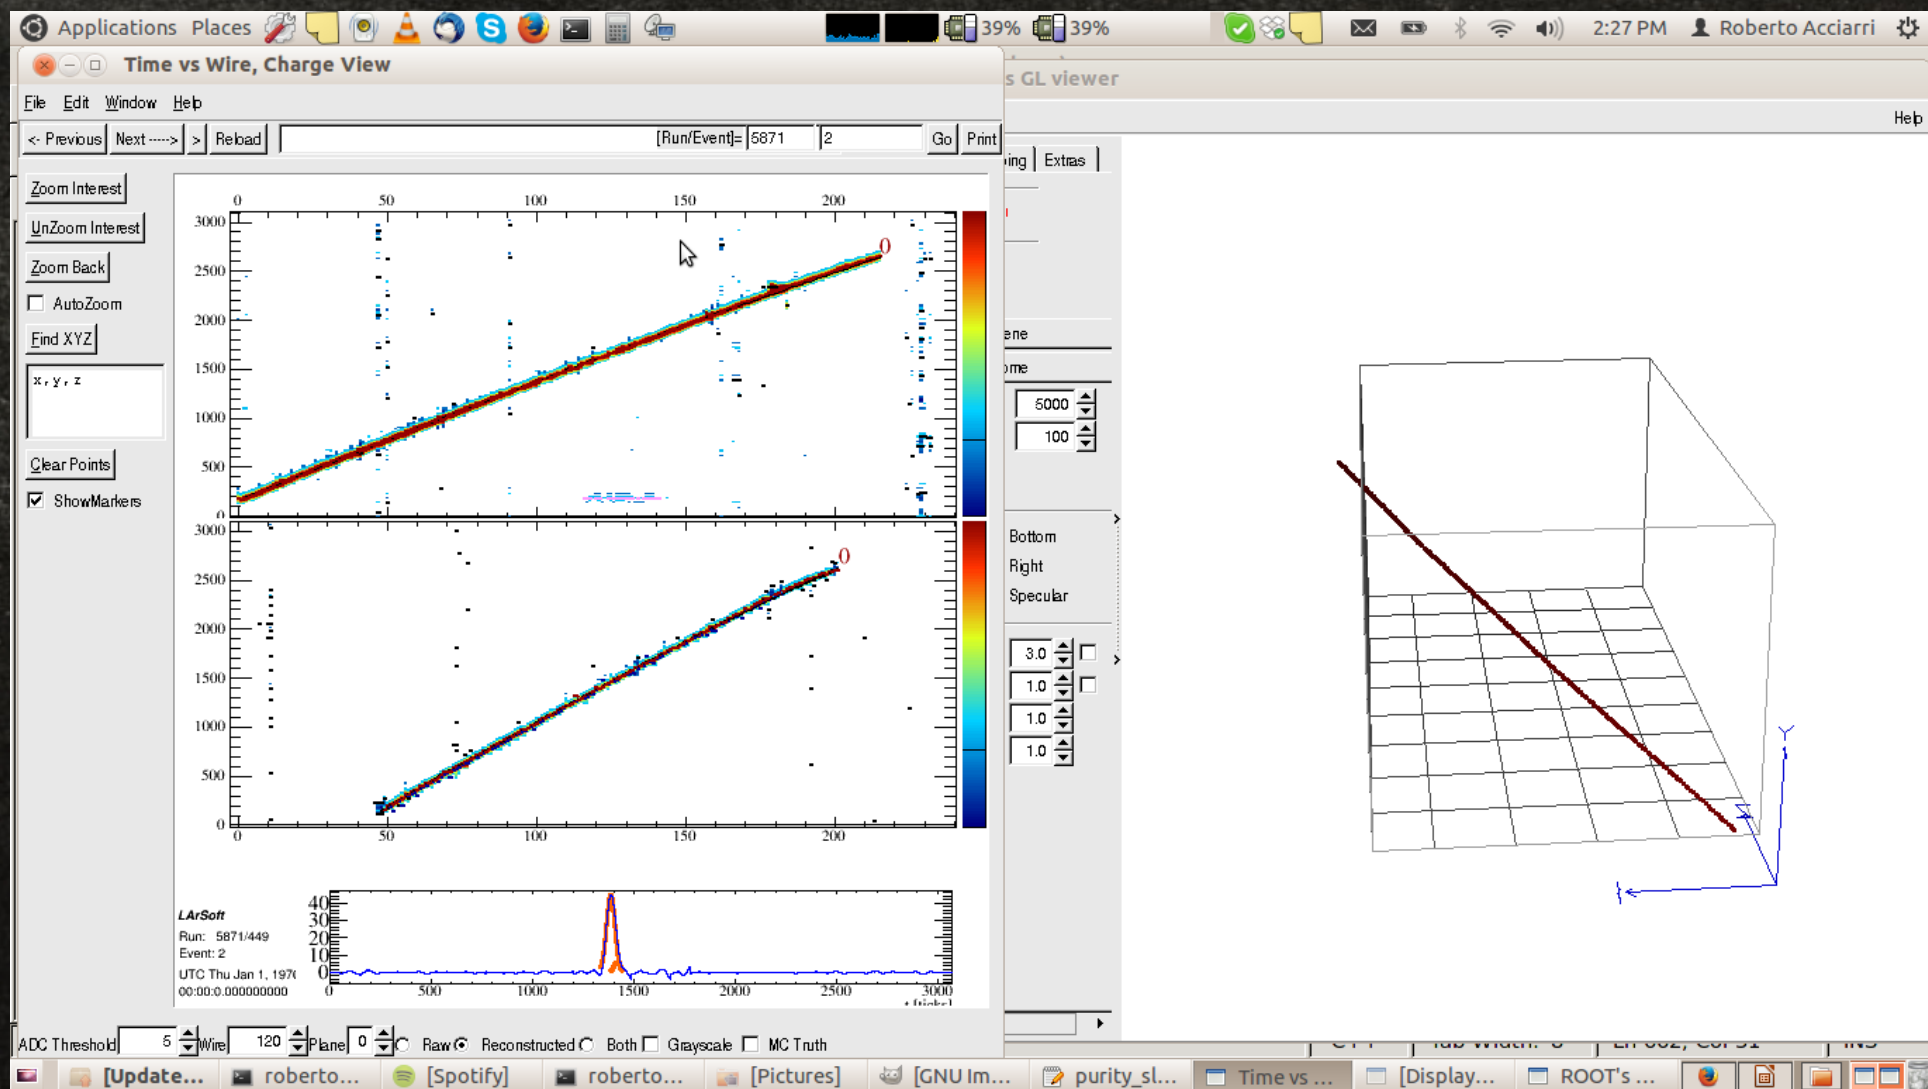 Applications Places 39% 39% 2:27 PM Roberto Acciarri
Time vs Wire, Charge View
s GL viewer
File Edit Window Help
Help
<- Previous Next -----> > Reload [Run/Event]= 5871 2 Go Print
ing Extras
Zoom Interest
UnZoom Interest
Zoom Back
AutoZoom
Find XYZ
x,y,z
Clear Points
ShowMarkers
0 50 100 150 200
3000
2500
2000
1500
1000
500
0
0
3000
2500
2000
1500
1000
500
0
0
0 50 100 150 200
ene
ome
5000
100
Bottom
Right
Specular
3.0
1.0
1.0
1.0
Y
LArSoft
Run: 5871/449
Event: 2
UTC Thu Jan 1, 197
00:00:0.000000000
40
30
20
10
0
0 500 1000 1500 2000 2500 3000
t [ticks]
ADC Threshold 5 Wire 120 Plane 0 Raw Reconstructed Both Grayscale MC Truth
[Update... roberto... [Spotify] roberto... [Pictures] [GNU Im... purity_sl... Time vs ... [Display... ROOT's ...